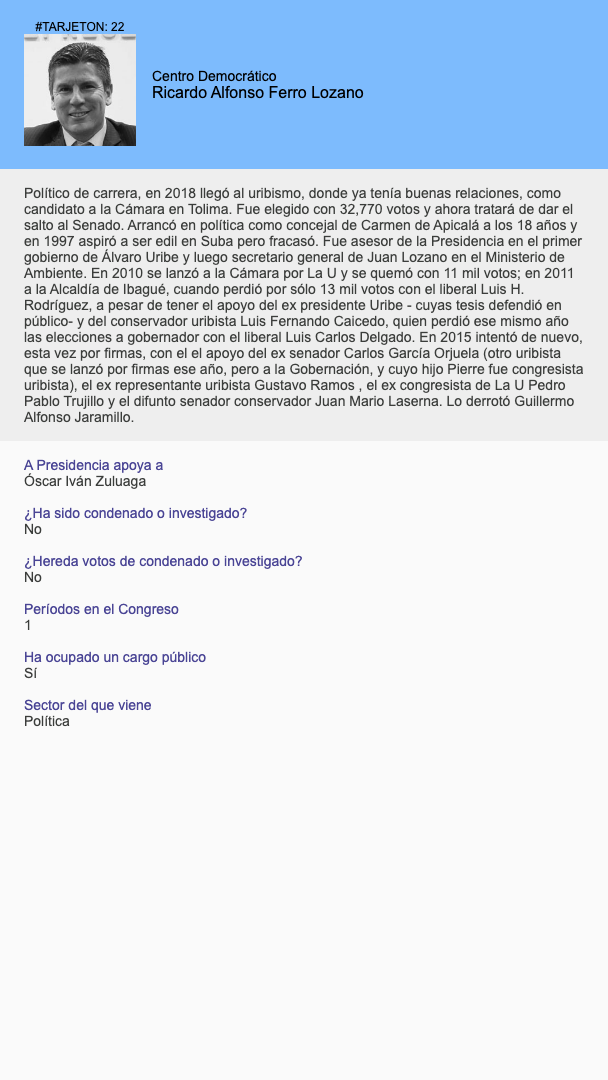 #TARJETON: 22
Centro Democrático
Ricardo Alfonso Ferro Lozano
Político de carrera, en 2018 llegó al uribismo, donde ya tenía buenas relaciones, como
candidato a la Cámara en Tolima. Fue elegido con 32,770 votos y ahora tratará de dar el
salto al Senado. Arrancó en política como concejal de Carmen de Apicalá a los 18 años y
en 1997 aspiró a ser edil en Suba pero fracasó. Fue asesor de la Presidencia en el primer
gobierno de Álvaro Uribe y luego secretario general de Juan Lozano en el Ministerio de
Ambiente. En 2010 se lanzó a la Cámara por La U y se quemó con 11 mil votos; en 2011
a la Alcaldía de Ibagué, cuando perdió por sólo 13 mil votos con el liberal Luis H.
Rodríguez, a pesar de tener el apoyo del ex presidente Uribe - cuyas tesis defendió en
público- y del conservador uribista Luis Fernando Caicedo, quien perdió ese mismo año
las elecciones a gobernador con el liberal Luis Carlos Delgado. En 2015 intentó de nuevo,
esta vez por firmas, con el el apoyo del ex senador Carlos García Orjuela (otro uribista
que se lanzó por firmas ese año, pero a la Gobernación, y cuyo hijo Pierre fue congresista
uribista), el ex representante uribista Gustavo Ramos , el ex congresista de La U Pedro
Pablo Trujillo y el difunto senador conservador Juan Mario Laserna. Lo derrotó Guillermo
Alfonso Jaramillo.
A Presidencia apoya a
Óscar Iván Zuluaga
¿Ha sido condenado o investigado?
No
¿Hereda votos de condenado o investigado?
No
Períodos en el Congreso
1
Ha ocupado un cargo público
Sí
Sector del que viene
Política